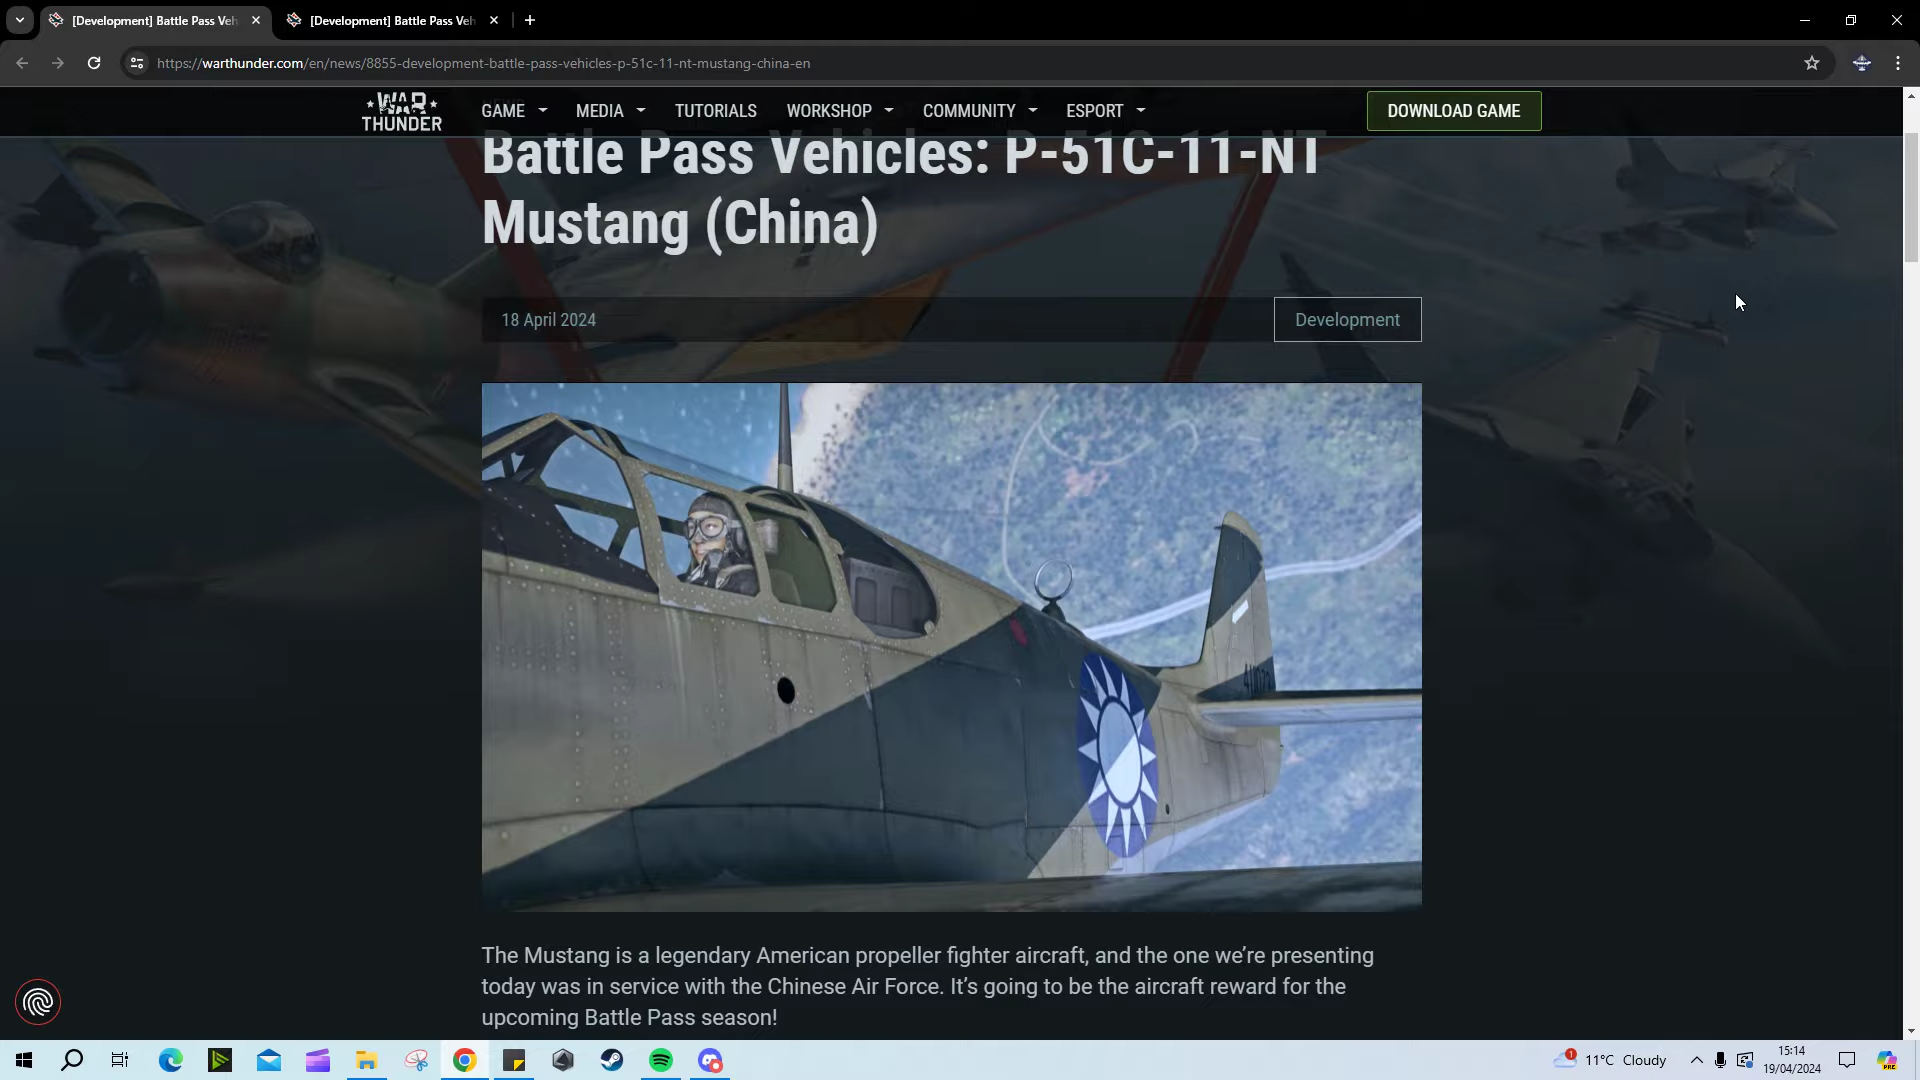 [Development] Battle Pass Veh
[Development] Battle Pass Veh
https://warthunder.com/en/news/8855-development-battle-pass-vehicles-p-51c-11-nt-mustang-china-en
WAR
THUNDER
GAME
MEDIA
TUTORIALS
WORKSHOP
COMMUNITY
ESPORT
DOWNLOAD GAME
Battle Pass Vehicles: P-51C-11-NT
Mustang (China)
18 April 2024
Development
The Mustang is a legendary American propeller fighter aircraft, and the one we’re presenting
today was in service with the Chinese Air Force. It’s going to be the aircraft reward for the
upcoming Battle Pass season!
1
11°C Cloudy
15:14
19/04/2024
PRE